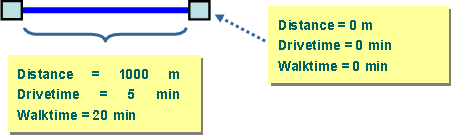 Distance = 1000 m
Drivetime = 5 min
Walktime = 20 min
Distance = 0 m
Drivetime = 0 min
Walktime = 0 min